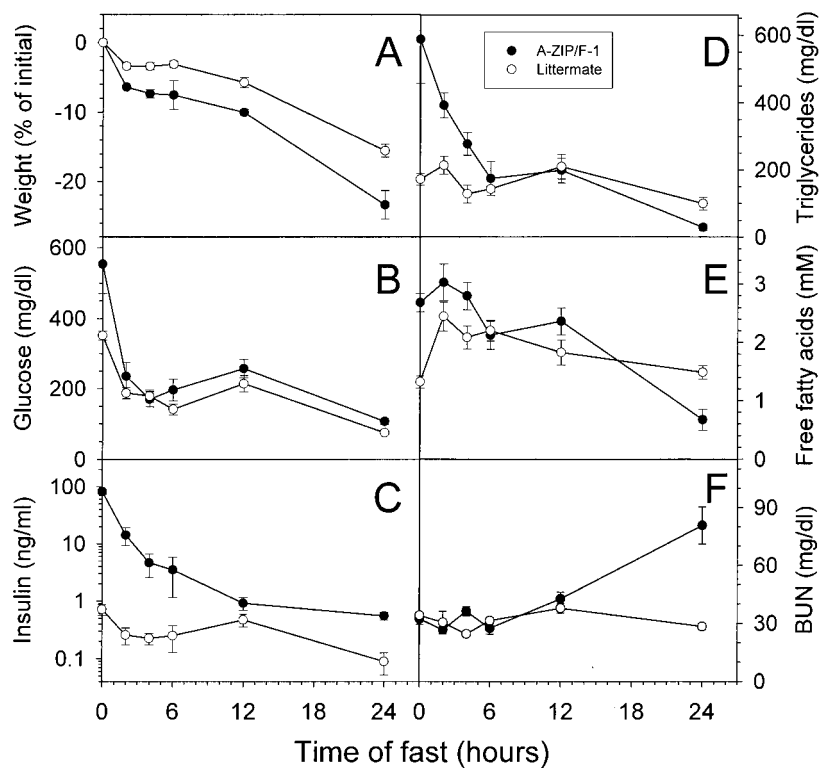 A
Weight (% of initial)
0
-10
-20
B
Glucose (mg/dl)
600
400
200
0
C
Insulin (ng/ml)
100
10
1
0.1
0 6 12 18 24
D
A-ZIP/F-1
Littermate
Triglycerides (mg/dl)
600
400
200
0
E
Free fatty acids (mM)
3
2
1
0
F
BUN (mg/dl)
90
60
30
0
0 6 12 18 24
Time of fast (hours)